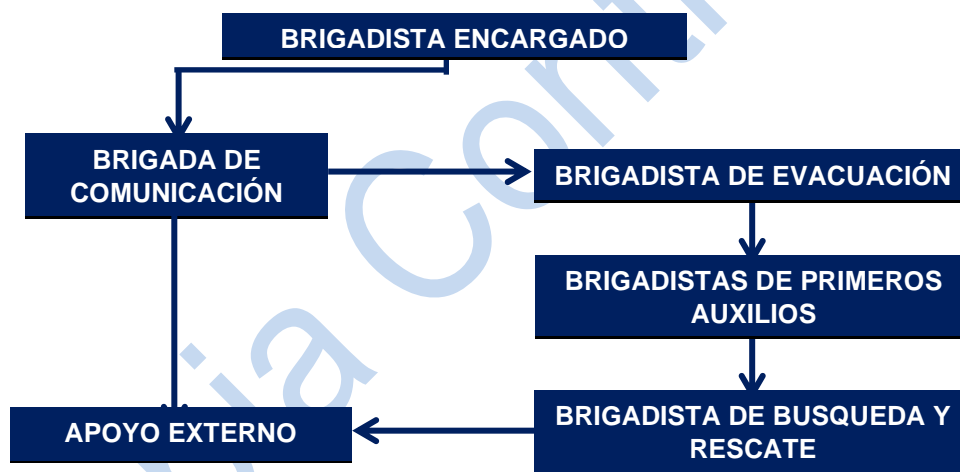 BRIGADISTA ENCARGADO
BRIGADA DE
COMUNICACIÓN
BRIGADISTA DE EVACUACIÓN
BRIGADISTAS DE PRIMEROS
AUXILIOS
BRIGADISTA DE BUSQUEDA Y
RESCATE
APOYO EXTERNO